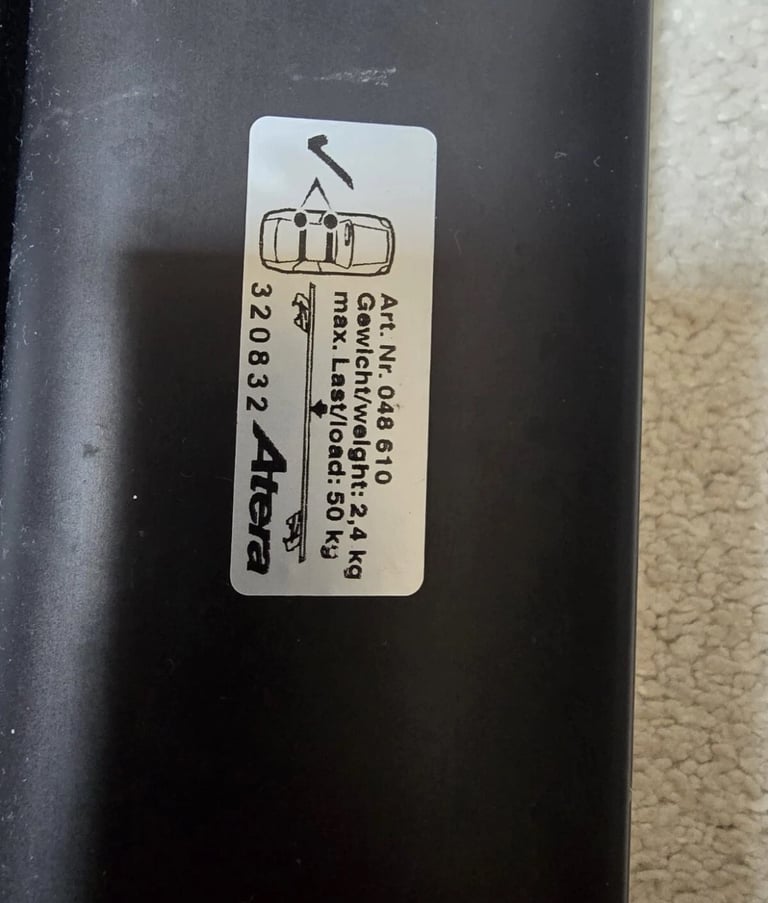 Art. Nr. 048 610
Gewicht/weight: 2,4 kg
max. Last/load: 50 kg
320832 Atera